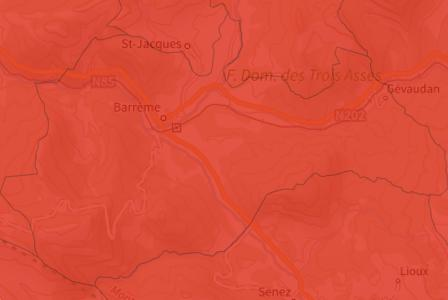 St-Jacques
F. Dom. des Trois Asses
N85
Gévaudan
Barrême
N202
Lioux
Senez